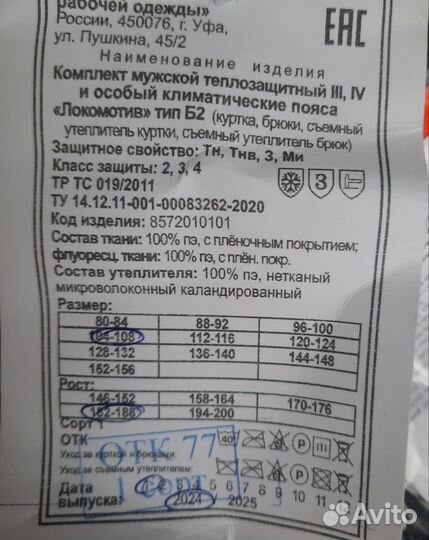 рабочей одежды»
России, 450076, г. Уфа,
ул. Пушкина, 45/2
EAC
Наименование изделия
Комплект мужской теплозащитный III, IV
и особый климатические пояса
«Локомотив» тип Б2 (куртка, брюки, съемный
утеплитель куртки, съемный утеплитель брюк)
Защитное свойство: Тн, Тнв, З, Ми
Класс защиты: 2, 3, 4
ТР ТС 019/2011
З
ТУ 14.12.11-001-00083262-2020
Код изделия: 8572010101
Состав ткани: 100% пэ, с плёночным покрытием;
флуоресц. ткани: 100% пэ, с плён. покр.
Состав утеплителя: 100% пэ, нетканый
микроволоконный каландированный
Размер:
80-84 88-92 96-100
104-108 112-116 120-124
128-132 136-140 144-148
152-156
Рост:
146-152 158-164 170-176
182-188 194-200
Сорт 1
ОТК
ОТК 77
1 сорт
40
P
Уход за курткой и брюками:
Уход за съемным утеплителем:
P
Дата 1 2 3 4 5 6 7 8 9 10 11
выпуска: 2024 / 2025
Avito